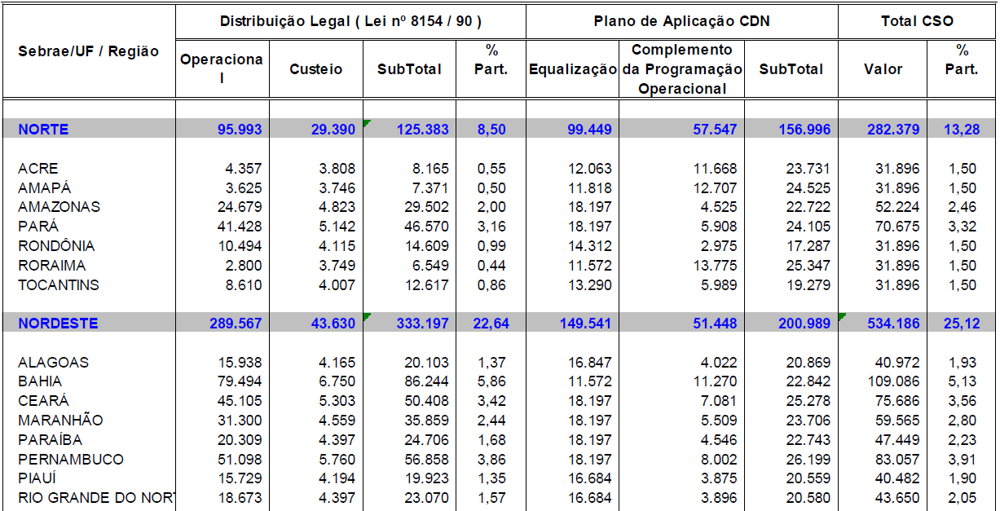 Distribuição Legal ( Lei nº 8154 / 90 ) Plano de Aplicação CDN Total CSO
Sebrae/UF / Região Operaciona
l Custeio SubTotal %
Part. Equalização Complemento
da Programação
Operacional SubTotal Valor %
Part.
NORTE 95.993 29.390 125.383 8,50 99.449 57.547 156.996 282.379 13,28
ACRE 4.357 3.808 8.165 0,55 12.063 11.668 23.731 31.896 1,50
AMAPÁ 3.625 3.746 7.371 0,50 11.818 12.707 24.525 31.896 1,50
AMAZONAS 24.679 4.823 29.502 2,00 18.197 4.525 22.722 52.224 2,46
PARÁ 41.428 5.142 46.570 3,16 18.197 5.908 24.105 70.675 3,32
RONDÔNIA 10.494 4.115 14.609 0,99 14.312 2.975 17.287 31.896 1,50
RORAIMA 2.800 3.749 6.549 0,44 11.572 13.775 25.347 31.896 1,50
TOCANTINS 8.610 4.007 12.617 0,86 13.290 5.989 19.279 31.896 1,50
NORDESTE 289.567 43.630 333.197 22,64 149.541 51.448 200.989 534.186 25,12
ALAGOAS 15.938 4.165 20.103 1,37 16.847 4.022 20.869 40.972 1,93
BAHIA 79.494 6.750 86.244 5,86 11.572 11.270 22.842 109.086 5,13
CEARÁ 45.105 5.303 50.408 3,42 18.197 7.081 25.278 75.686 3,56
MARANHÃO 31.300 4.559 35.859 2,44 18.197 5.509 23.706 59.565 2,80
PARAÍBA 20.309 4.397 24.706 1,68 18.197 4.546 22.743 47.449 2,23
PERNAMBUCO 51.098 5.760 56.858 3,86 18.197 8.002 26.199 83.057 3,91
PIAUÍ 15.729 4.194 19.923 1,35 16.684 3.875 20.559 40.482 1,90
RIO GRANDE DO NOR 18.673 4.397 23.070 1,57 16.684 3.896 20.580 43.650 2,05